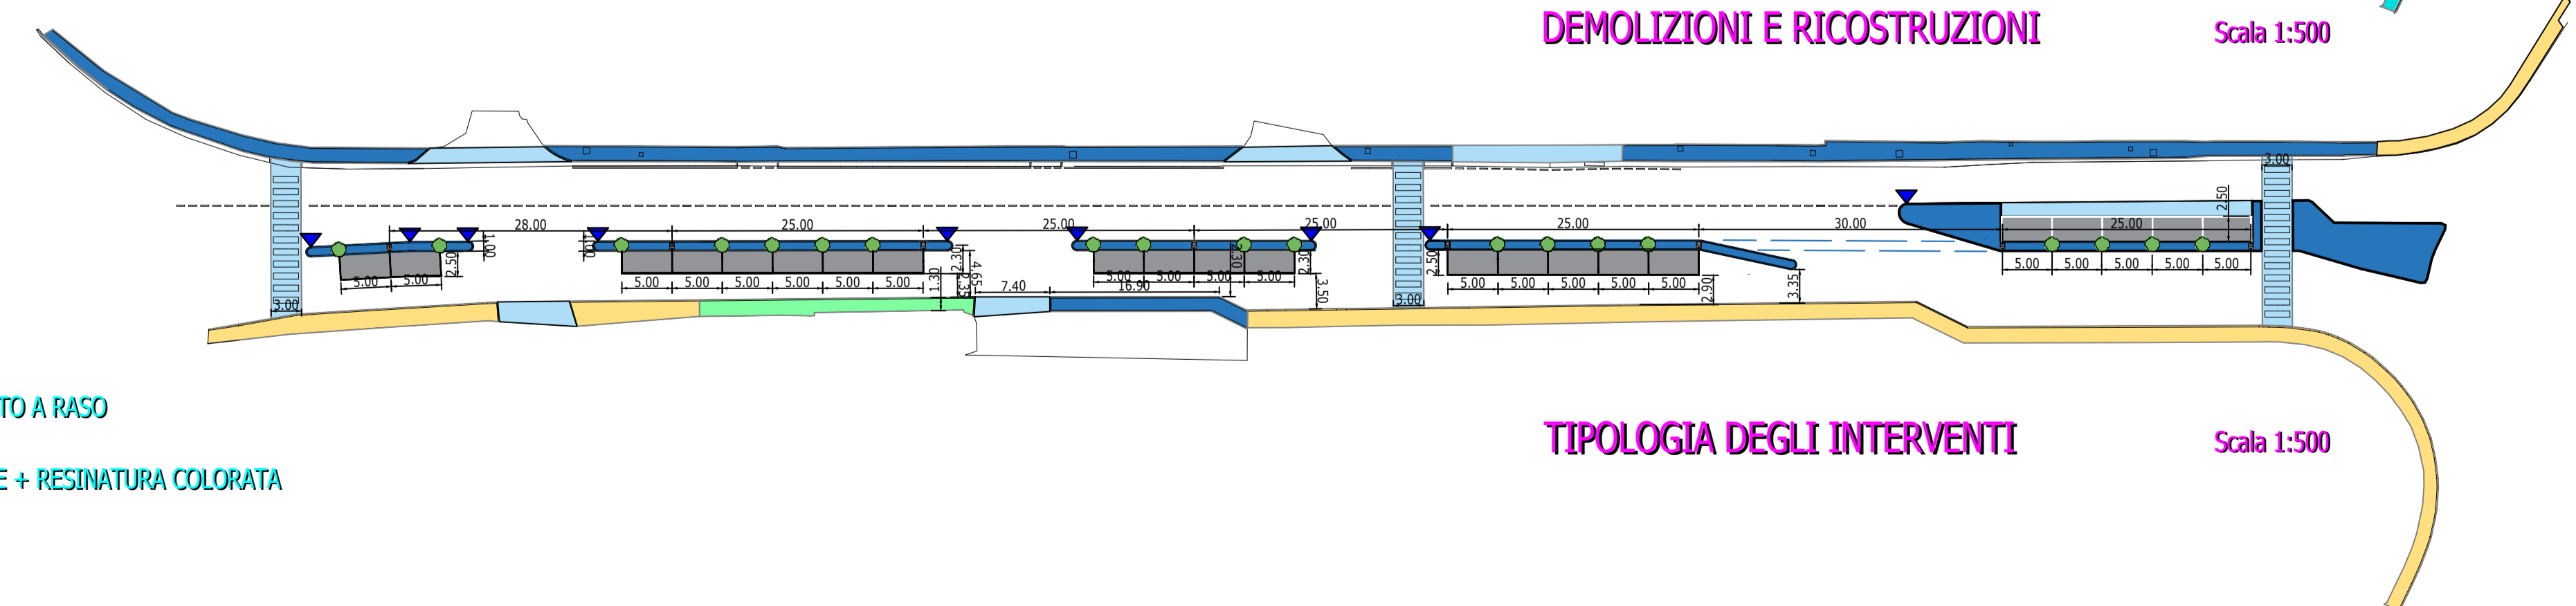 DEMOLIZIONI E RICOSTRUZIONI Scala 1:500
3.00
2.50
28.00 25.00 25.00 25.00 25.00 30.00 25.00
1.00 1.00
5.00 5.00 2.50
5.00 5.00 5.00 5.00 5.00 5.00
1.30 2.30 2.35 4.65
5.00 5.00 5.00 5.00 2.30 2.30
7.40 16.90 3.50
2.50 5.00 5.00 5.00 5.00 5.00 2.90 3.35
5.00 5.00 5.00 5.00 5.00
3.00 3.00
TO A RASO
TIPOLOGIA DEGLI INTERVENTI Scala 1:500
E + RESINATURA COLORATA